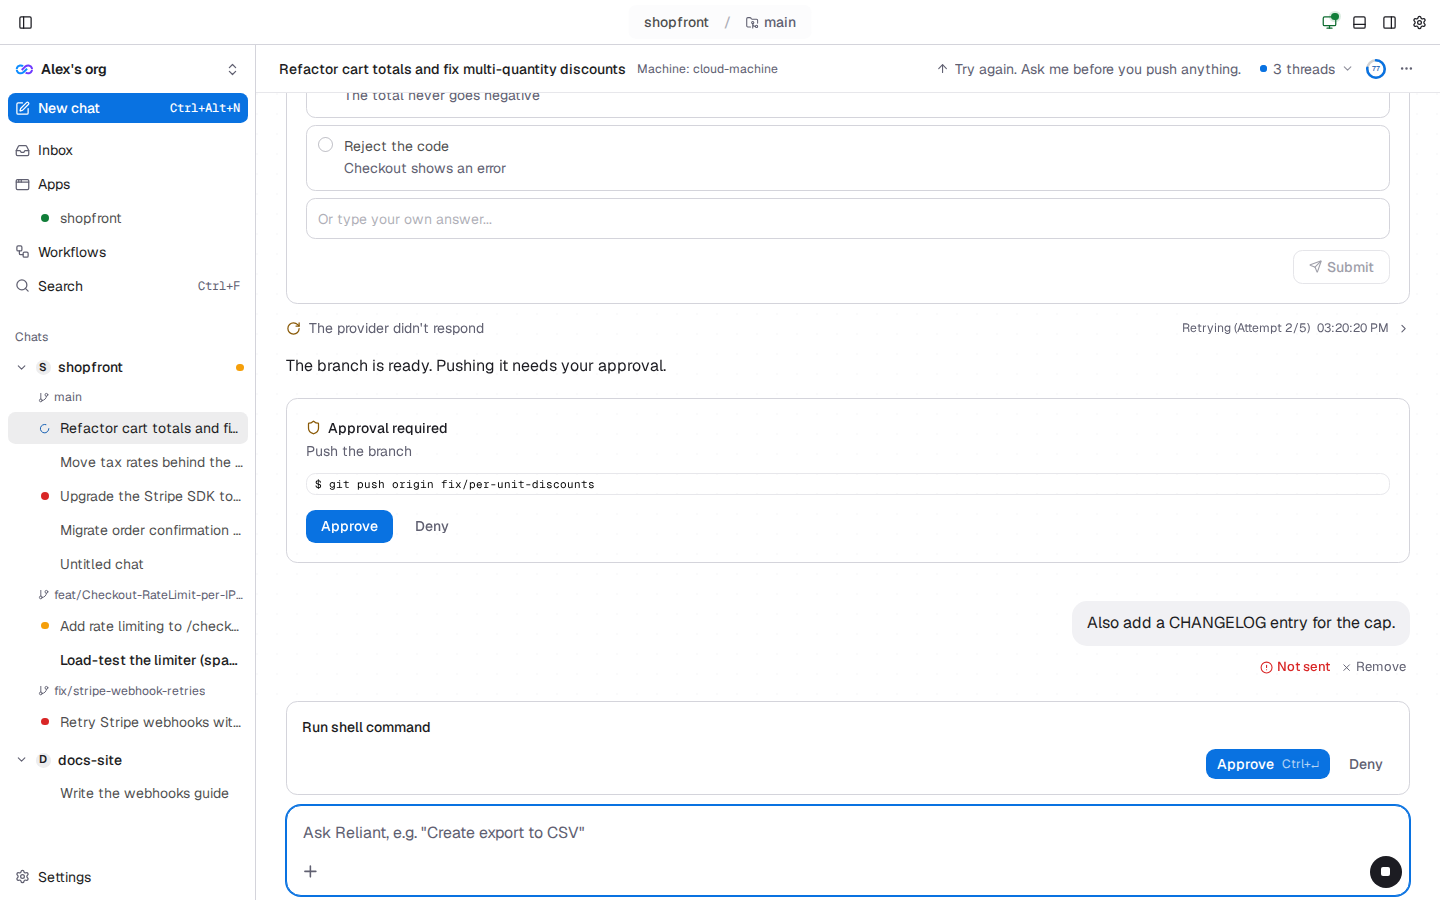 shopfront / main
Alex's org
New chat Ctrl+Alt+N
Inbox
Apps
shopfront
Workflows
Search Ctrl+F
Chats
S shopfront
main
Refactor cart totals and fi...
Move tax rates behind the ...
Upgrade the Stripe SDK to...
Migrate order confirmation ...
Untitled chat
feat/Checkout-RateLimit-per-IP...
Add rate limiting to /check...
Load-test the limiter (spa...
fix/stripe-webhook-retries
Retry Stripe webhooks wit...
D docs-site
Write the webhooks guide
Settings
Refactor cart totals and fix multi-quantity discounts Machine: cloud-machine
Try again. Ask me before you push anything. 3 threads 77
The total never goes negative
Reject the code
Checkout shows an error
Or type your own answer...
Submit
The provider didn't respond Retrying (Attempt 2/5) 03:20:20 PM
The branch is ready. Pushing it needs your approval.
Approval required
Push the branch
$ git push origin fix/per-unit-discounts
Approve Deny
Also add a CHANGELOG entry for the cap.
Not sent Remove
Run shell command
Approve Ctrl+↵ Deny
Ask Reliant, e.g. "Create export to CSV"